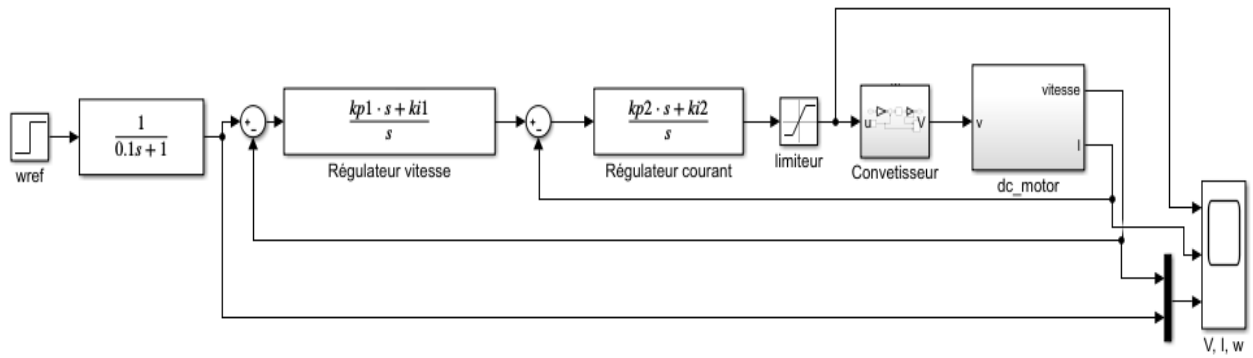 wref
1
0.1s + 1
+
-
kp1 · s + ki1
s
Régulateur vitesse
+
-
kp2 · s + ki2
s
Régulateur courant
limiteur
...
u
V
Convetisseur
v
vitesse
I
dc_motor
V, I, w